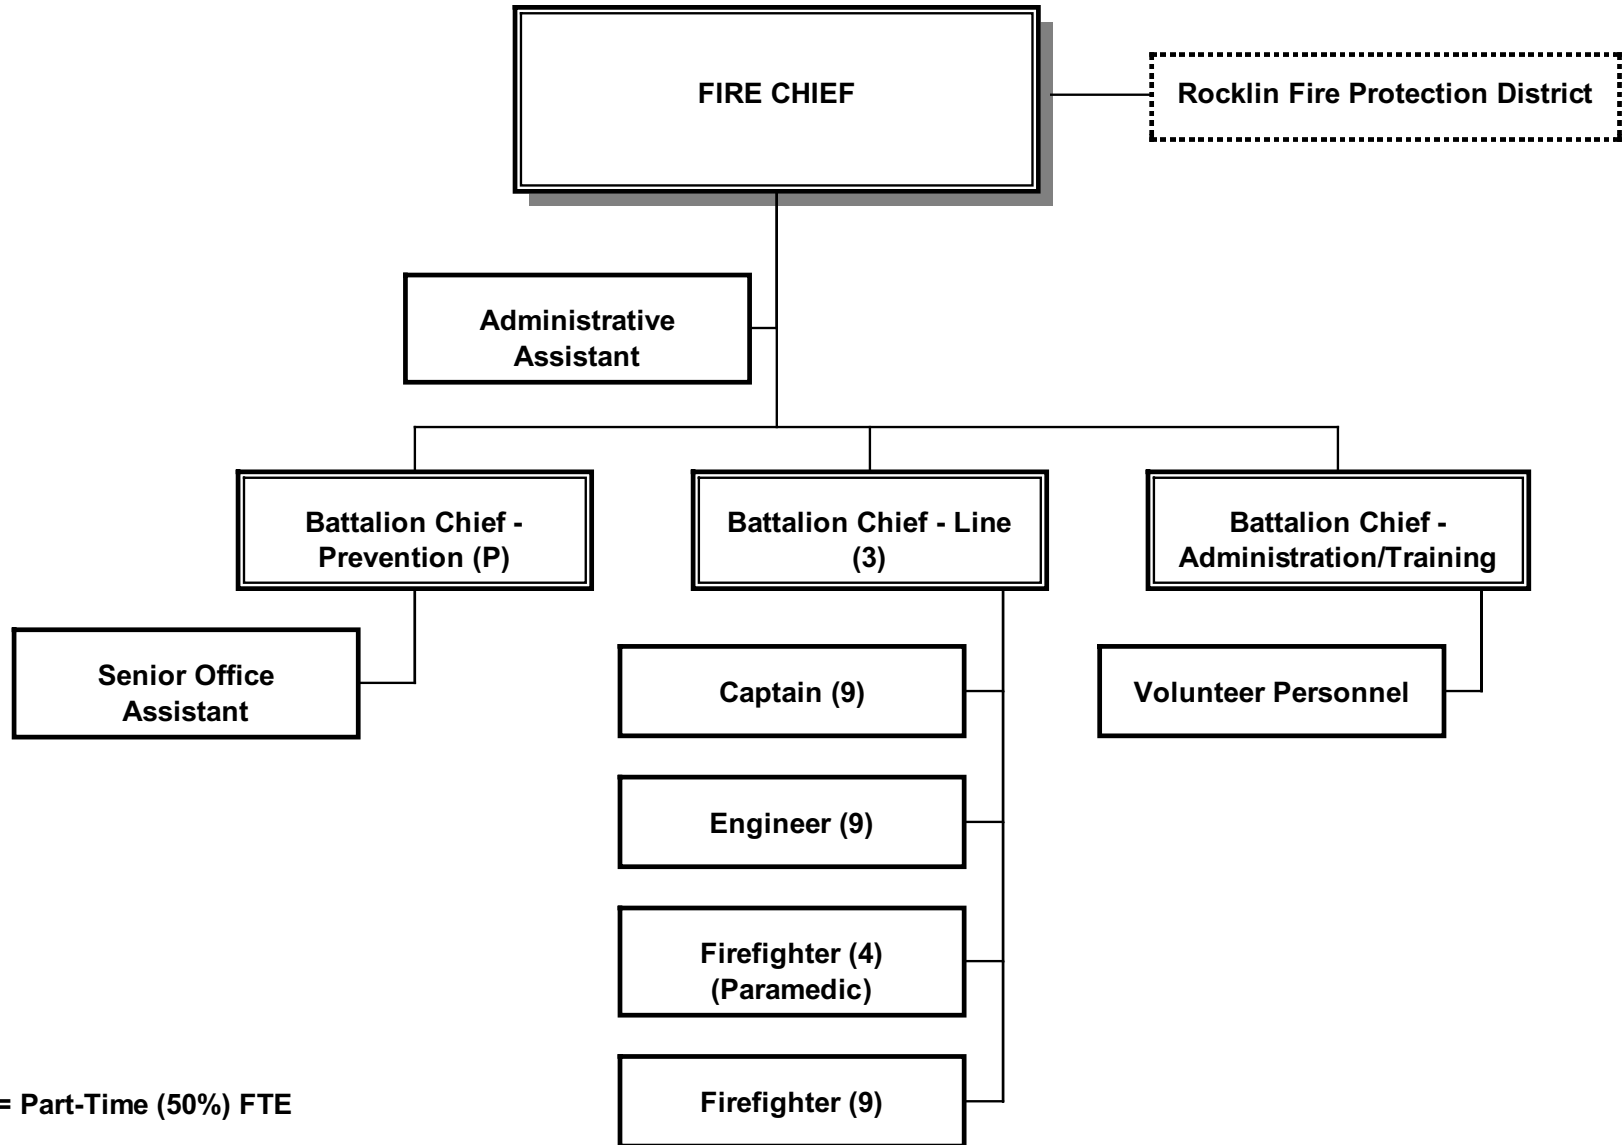 FIRE CHIEF
Rocklin Fire Protection District
Administrative
Assistant
Battalion Chief -
Prevention (P)
Battalion Chief - Line
(3)
Battalion Chief -
Administration/Training
Senior Office
Assistant
Captain (9)
Volunteer Personnel
Engineer (9)
Firefighter (4)
(Paramedic)
Firefighter (9)
= Part-Time (50%) FTE